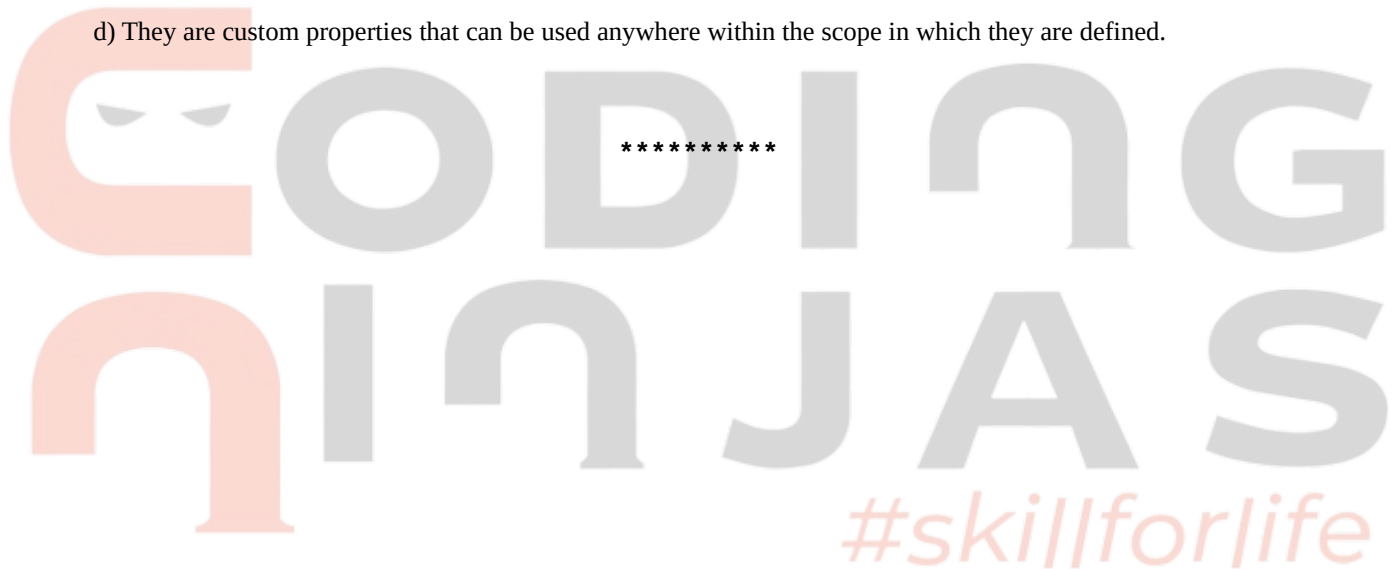 d) They are custom properties that can be used anywhere within the scope in which they are defined.
**********
CODING
NINJAS
#skillforlife